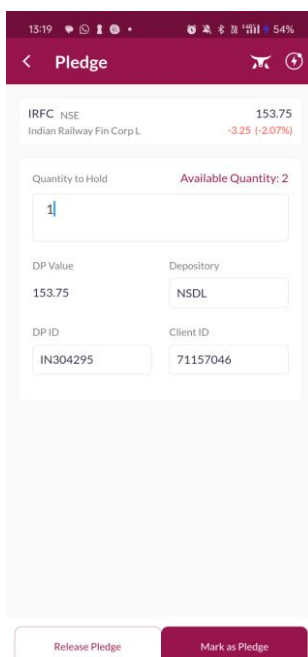 13:19 54%
Pledge
IRFC NSE 153.75
Indian Railway Fin Corp L -3.25 (-2.07%)
Quantity to Hold Available Quantity: 2
1
DP Value Depository
153.75 NSDL
DP ID Client ID
IN304295 71157046
Release Pledge Mark as Pledge